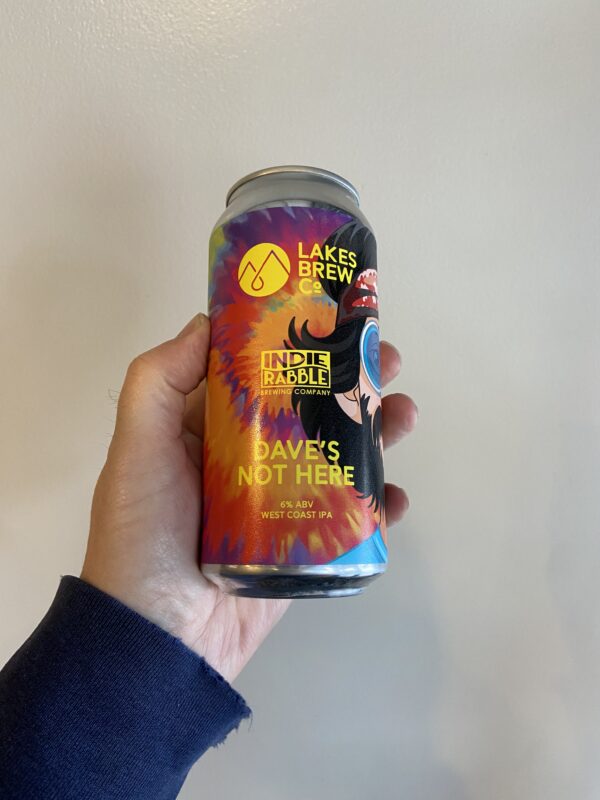 LAKES
BREW
Cº
INDIE
RABBLE
BREWING COMPANY
DAVE'S
NOT HERE
6% ABV
WEST COAST IPA